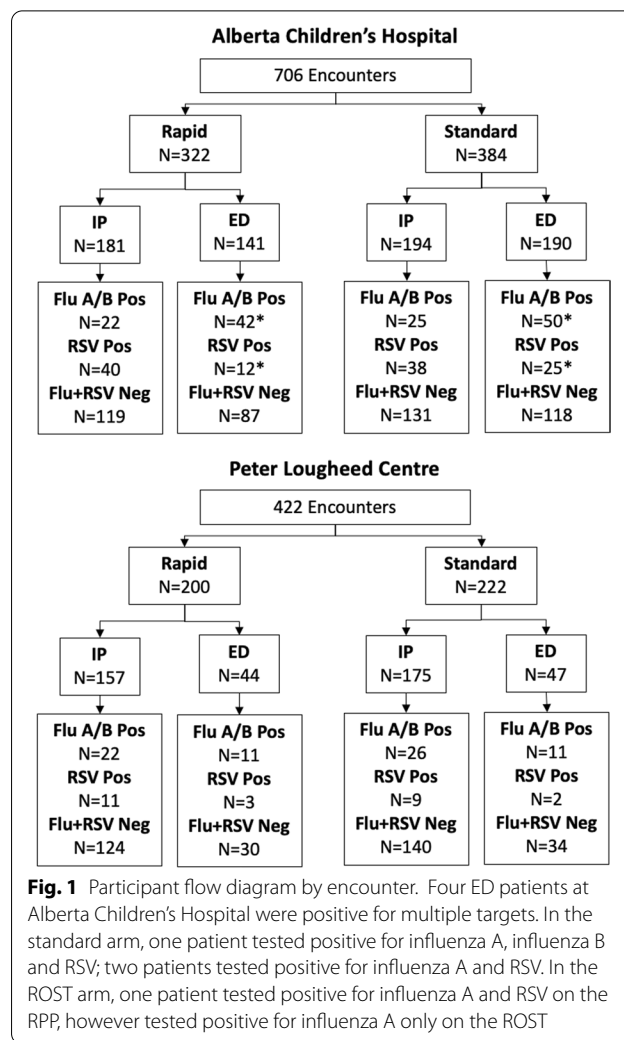 Alberta Children's Hospital
706 Encounters
Rapid
N=322
Standard
N=384
IP
N=181
ED
N=141
IP
N=194
ED
N=190
Flu A/B Pos
N=22
RSV Pos
N=40
Flu+RSV Neg
N=119
Flu A/B Pos
N=42*
RSV Pos
N=12*
Flu+RSV Neg
N=87
Flu A/B Pos
N=25
RSV Pos
N=38
Flu+RSV Neg
N=131
Flu A/B Pos
N=50*
RSV Pos
N=25*
Flu+RSV Neg
N=118
Peter Lougheed Centre
422 Encounters
Rapid
N=200
Standard
N=222
IP
N=157
ED
N=44
IP
N=175
ED
N=47
Flu A/B Pos
N=22
RSV Pos
N=11
Flu+RSV Neg
N=124
Flu A/B Pos
N=11
RSV Pos
N=3
Flu+RSV Neg
N=30
Flu A/B Pos
N=26
RSV Pos
N=9
Flu+RSV Neg
N=140
Flu A/B Pos
N=11
RSV Pos
N=2
Flu+RSV Neg
N=34
Fig. 1 Participant flow diagram by encounter. Four ED patients at
Alberta Children's Hospital were positive for multiple targets. In the
standard arm, one patient tested positive for influenza A, influenza B
and RSV; two patients tested positive for influenza A and RSV. In the
ROST arm, one patient tested positive for influenza A and RSV on the
RPP, however tested positive for influenza A only on the ROST